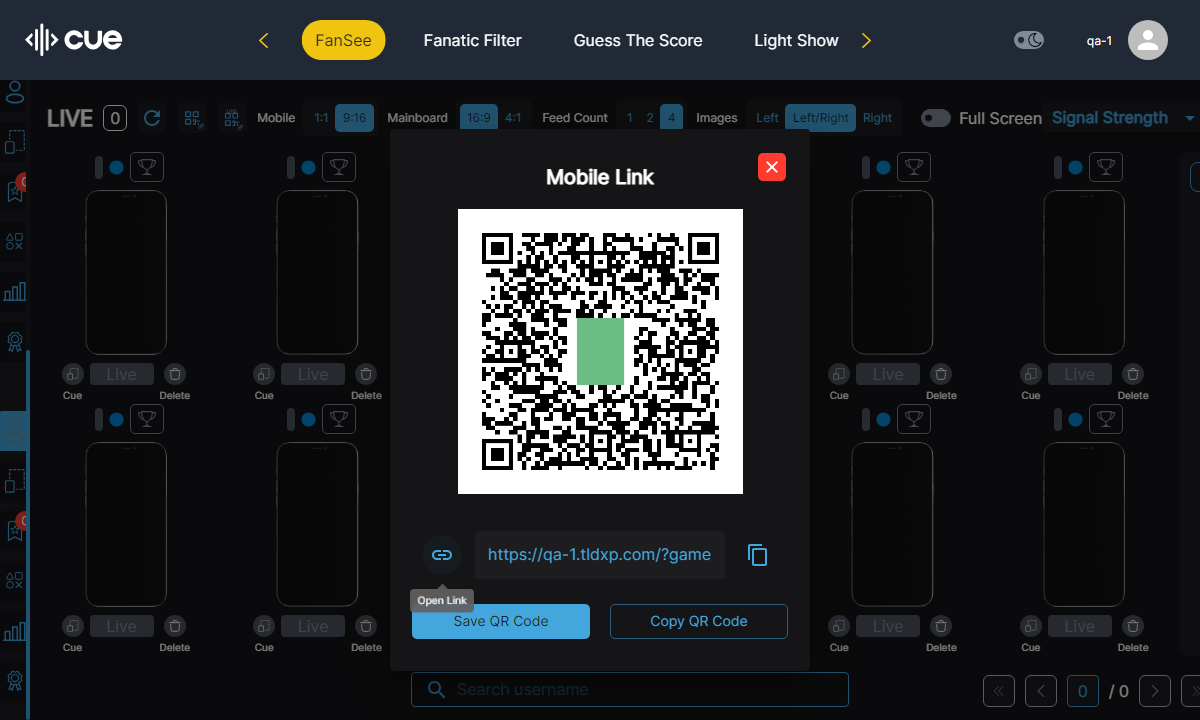 cue
FanSee
Fanatic Filter
Guess The Score
Light Show
qa-1
LIVE 0
Mobile 1:1 9:16
Mainboard 16:9 4:1
Feed Count 1 2 4
Images Left Left/Right Right
Full Screen
Signal Strength
Mobile Link
https://qa-1.tldxp.com/?game
Open Link
Save QR Code
Copy QR Code
Live Live Live Live
Cue Delete Cue Delete Cue Delete Cue Delete
Live Live Live Live
Cue Delete Cue Delete Cue Delete Cue Delete
Search username
0 / 0